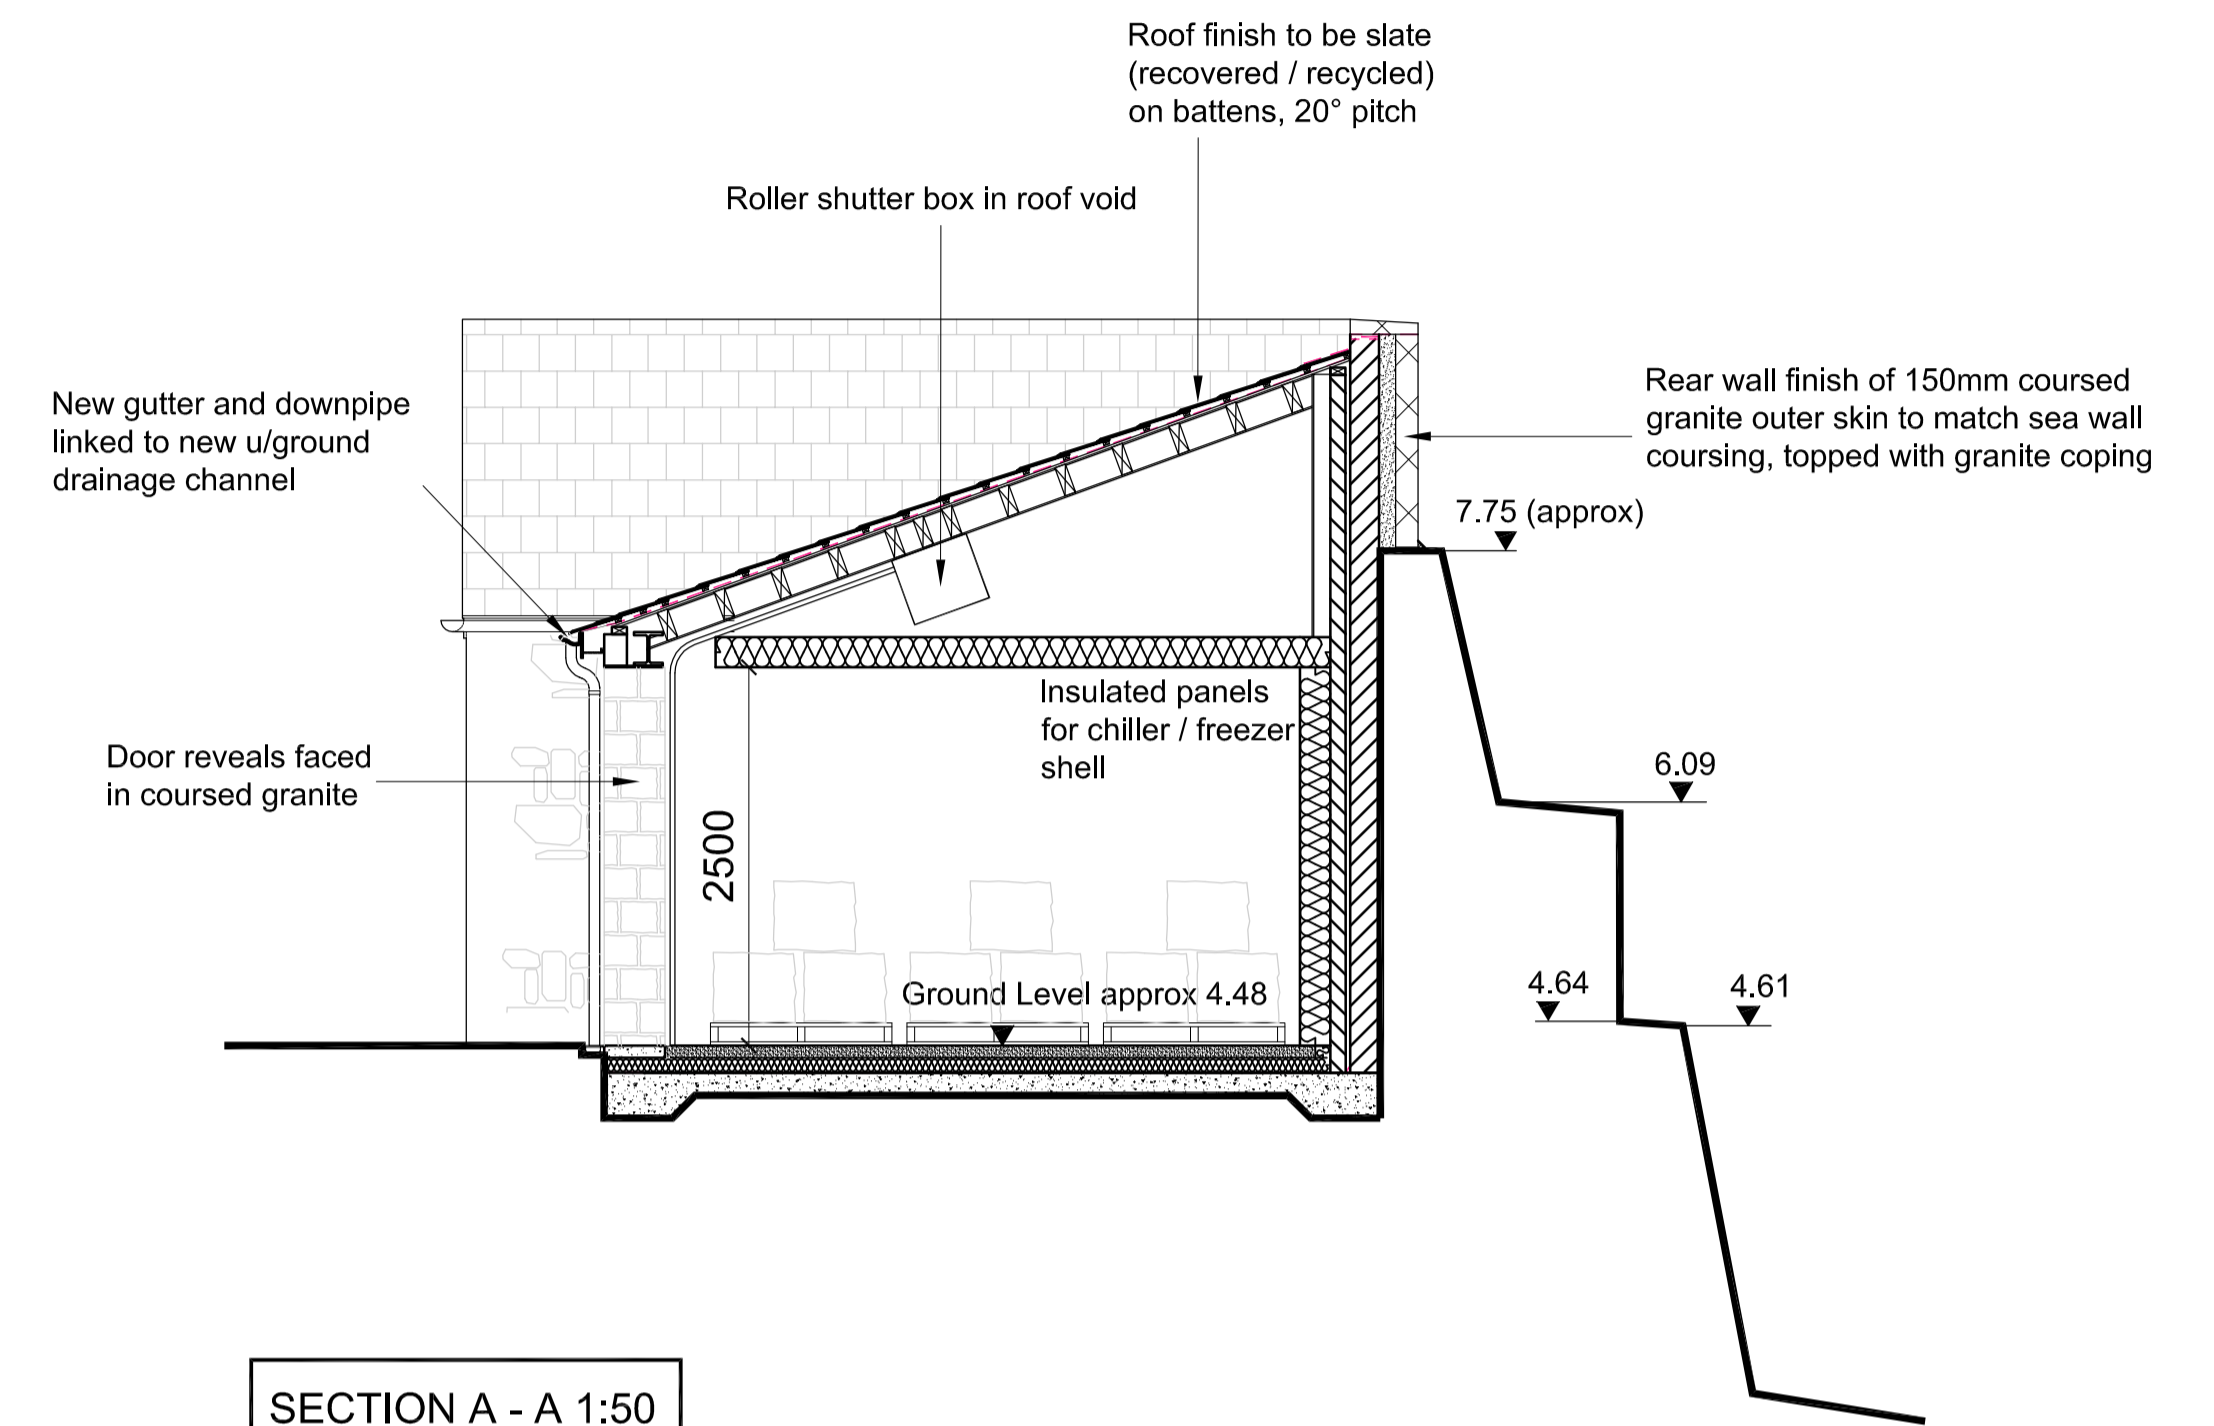 Roof finish to be slate
(recovered / recycled)
on battens, 20° pitch
Roller shutter box in roof void
New gutter and downpipe
linked to new u/ground
drainage channel
Rear wall finish of 150mm coursed
granite outer skin to match sea wall
coursing, topped with granite coping
7.75 (approx)
Insulated panels
for chiller / freezer
shell
Door reveals faced
in coursed granite
6.09
2500
Ground Level approx 4.48
4.64
4.61
SECTION A - A 1:50